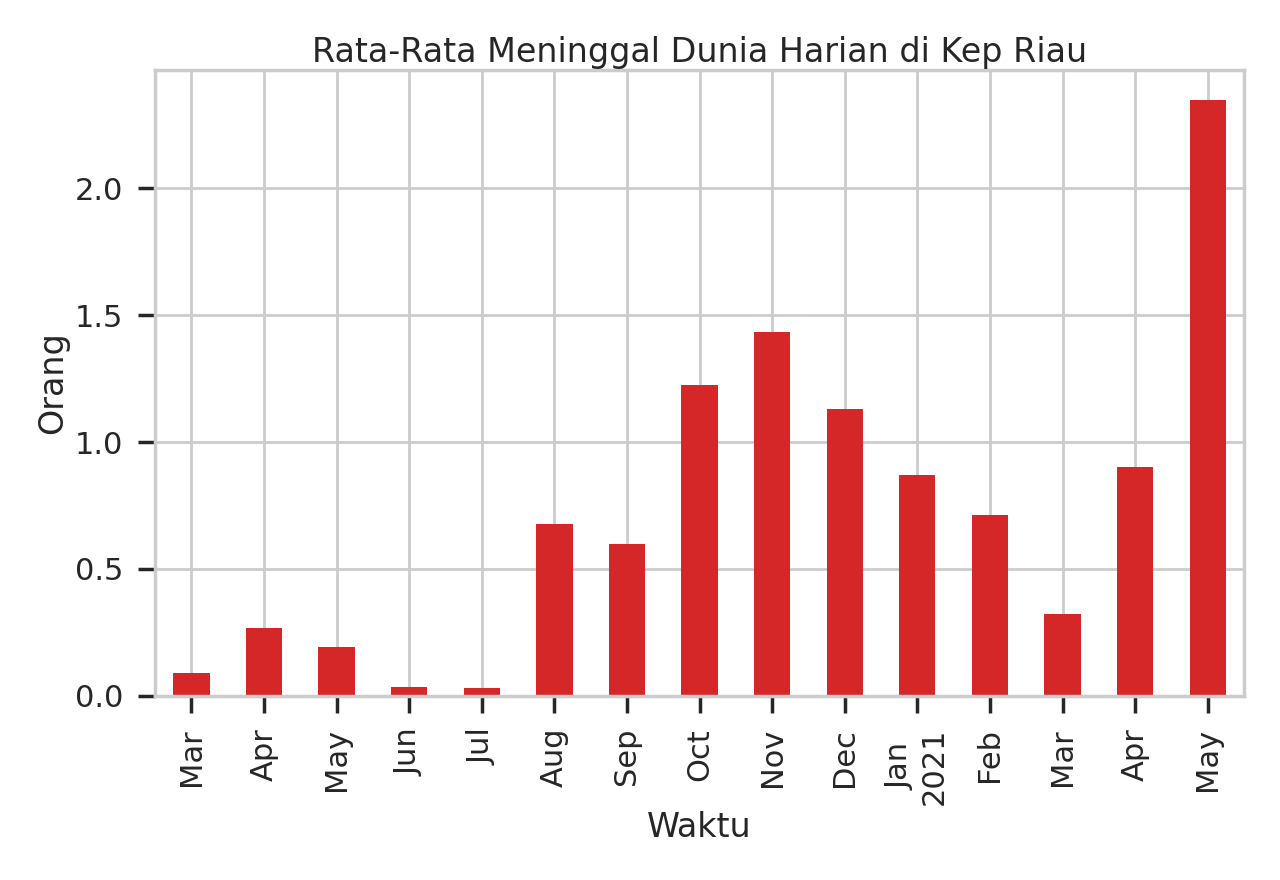 Rata-Rata Meninggal Dunia Harian di Kep Riau
Orang
2.0
1.5
1.0
0.5
0.0
Mar
Apr
May
Jun
Jul
Aug
Sep
Oct
Nov
Dec
Jan
2021
Feb
Mar
Apr
May
Waktu